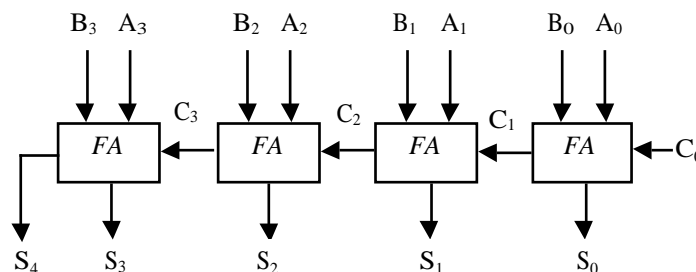 B₃ A₃ B₂ A₂ B₁ A₁ B₀ A₀
C₃ C₂ C₁
FA FA FA FA C₀
S₄ S₃ S₂ S₁ S₀